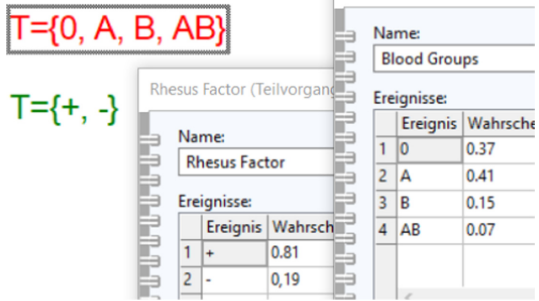 T={0, A, B, AB}
T={+, -}
Rhesus Factor (Teilvorgang
Name:
Rhesus Factor
Ereignisse:
Ereignis Wahrsch
1 + 0.81
2 - 0,19
Name:
Blood Groups
Ereignisse:
Ereignis Wahrsche
1 0 0.37
2 A 0.41
3 B 0.15
4 AB 0.07